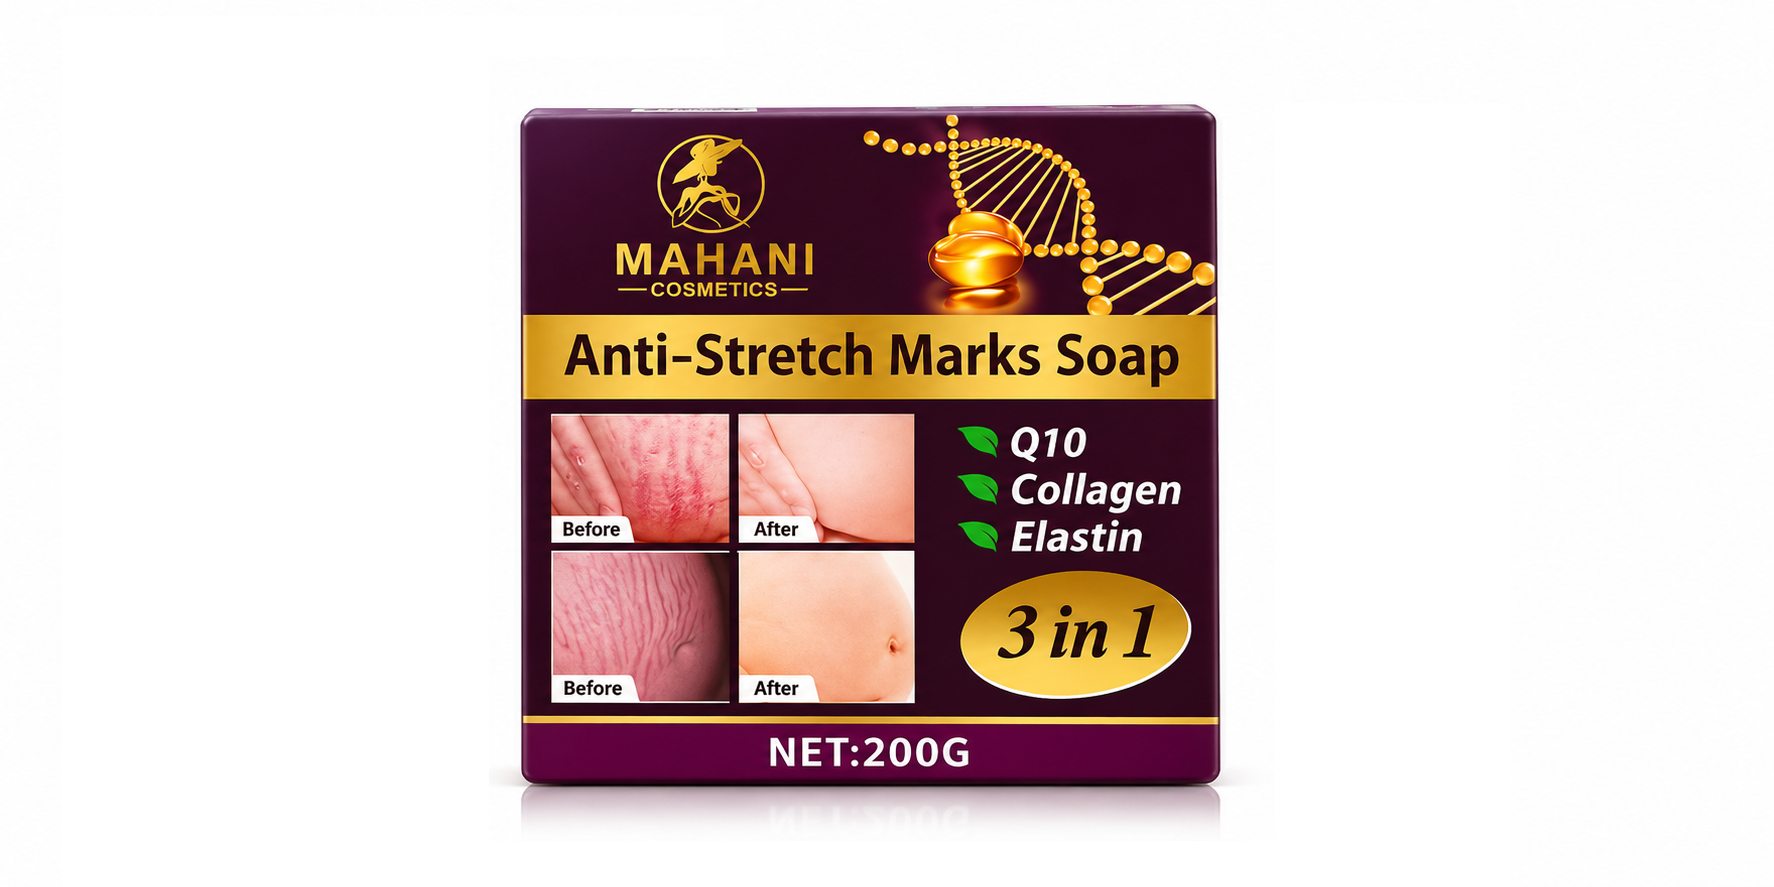 MAHANI
COSMETICS
Anti-Stretch Marks Soap
Before
After
Q10
Collagen
Elastin
Before
After
3 in 1
NET:200G